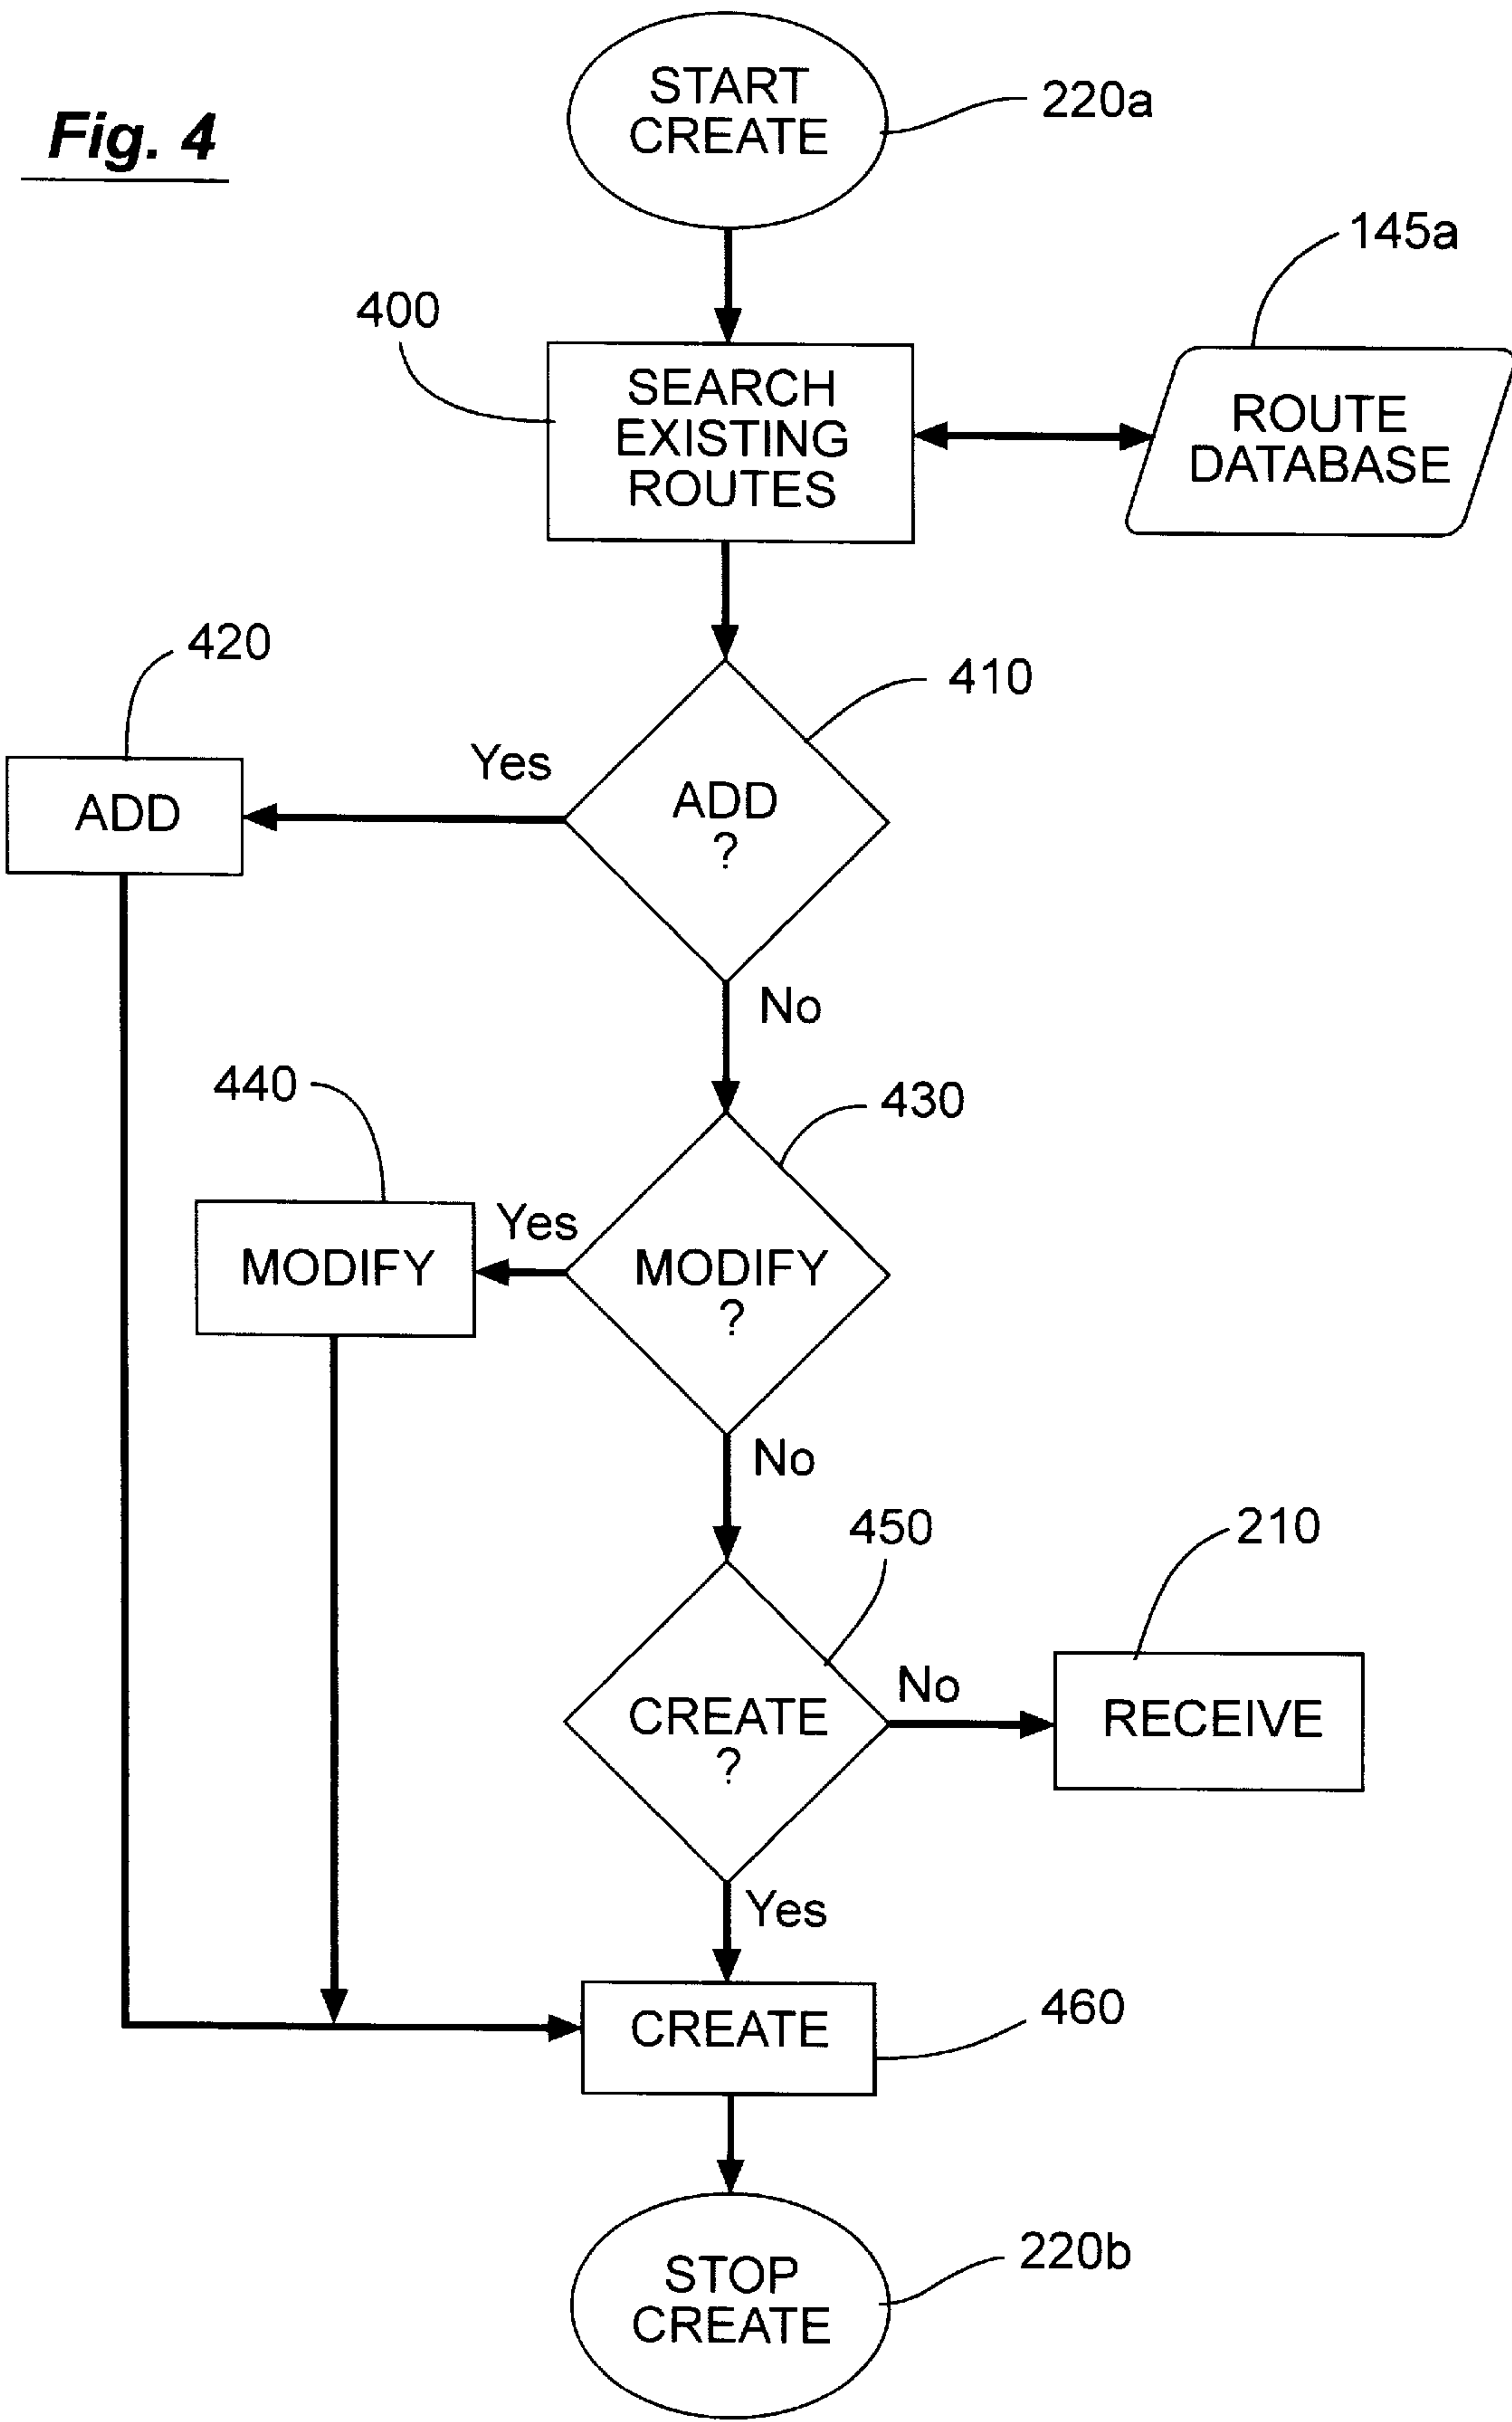 Fig. 4
START
CREATE
220a
145a
400
SEARCH
EXISTING
ROUTES
ROUTE
DATABASE
420
410
Yes
ADD
ADD
?
No
440
430
Yes
MODIFY
MODIFY
?
No
450
210
No
CREATE
?
RECEIVE
Yes
CREATE
460
STOP
CREATE
220b